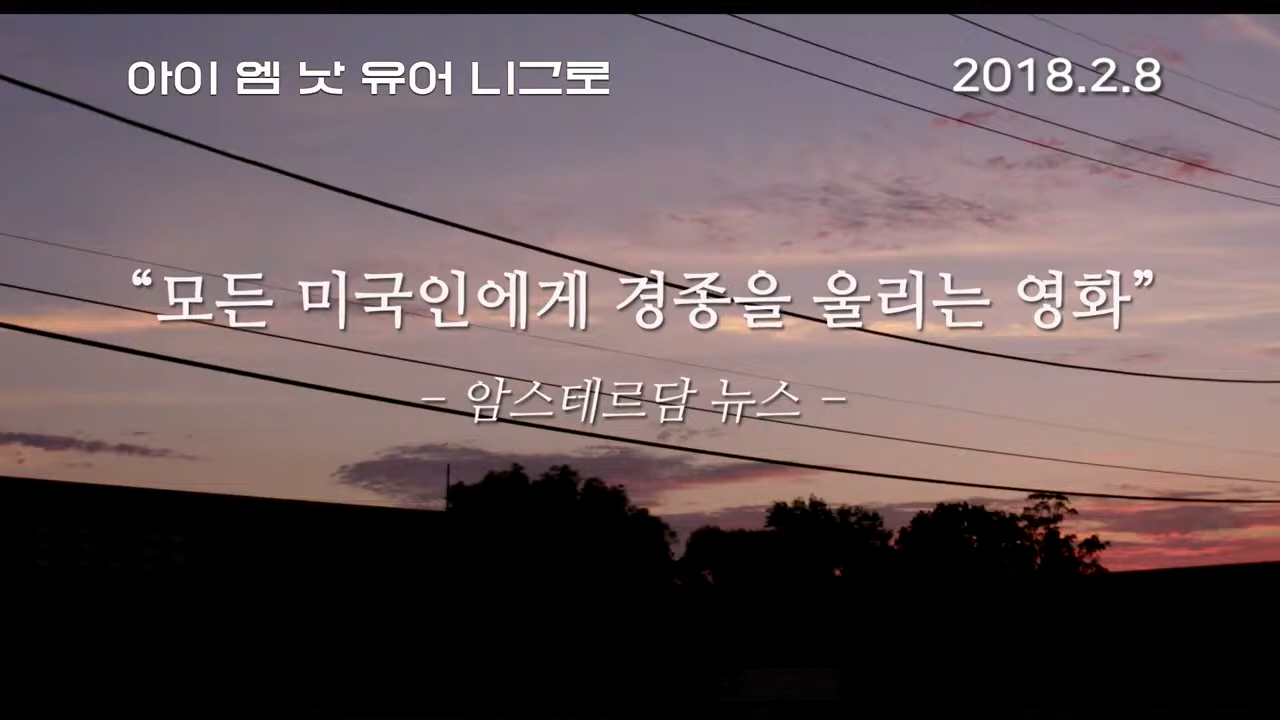 아이 엠 낫 유어 니그로
2018.2.8
“모든 미국인에게 경종을 울리는 영화”
- 암스테르담 뉴스 -